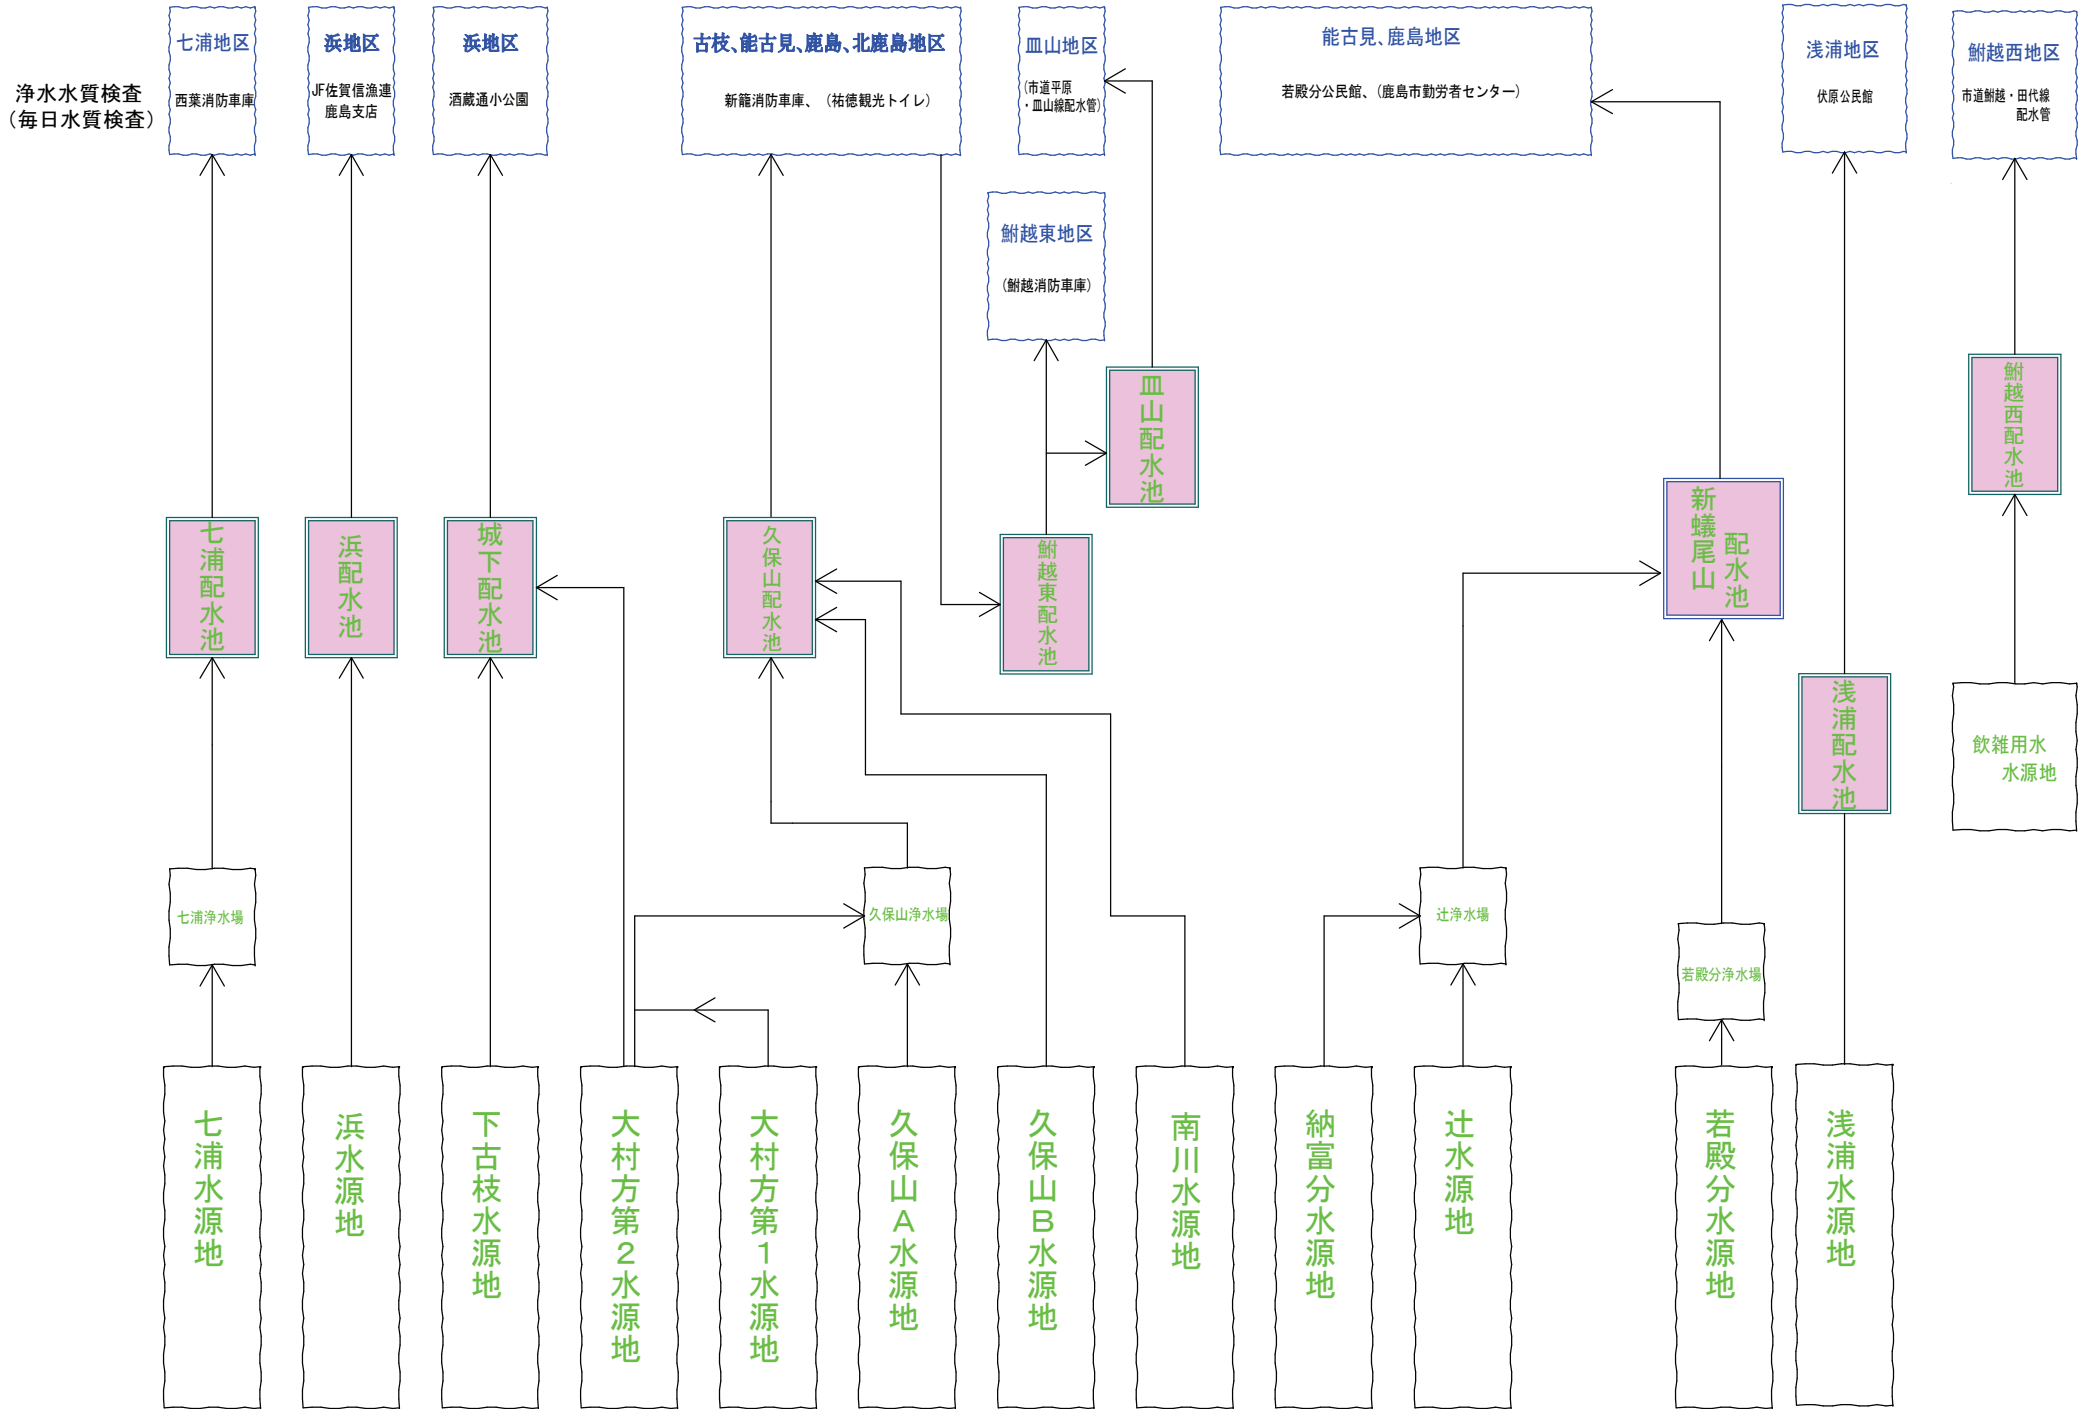 浄水水質検査
（毎日水質検査）
七浦地区
西葉消防車庫
浜地区
JF佐賀信漁連
鹿島支店
浜地区
酒蔵通小公園
古枝、能古見、鹿島、北鹿島地区
新籠消防車庫、（祐徳観光トイレ）
皿山地区
（市道平原
・皿山線配水管）
能古見、鹿島地区
若殿分公民館、（鹿島市勤労者センター）
浅浦地区
伏原公民館
鮒越西地区
市道鮒越・田代線
配水管
鮒越東地区
（鮒越消防車庫）
七浦配水池
浜配水池
城下配水池
久保山配水池
鮒越東配水池
皿山配水池
新蟻尾山
配水池
浅浦配水池
鮒越西配水池
飲雑用水
水源地
七浦浄水場
久保山浄水場
辻浄水場
若殿分浄水場
七浦水源地
浜水源地
下古枝水源地
大村方第２水源地
大村方第１水源地
久保山Ａ水源地
久保山Ｂ水源地
南川水源地
納富分水源地
辻水源地
若殿分水源地
浅浦水源地